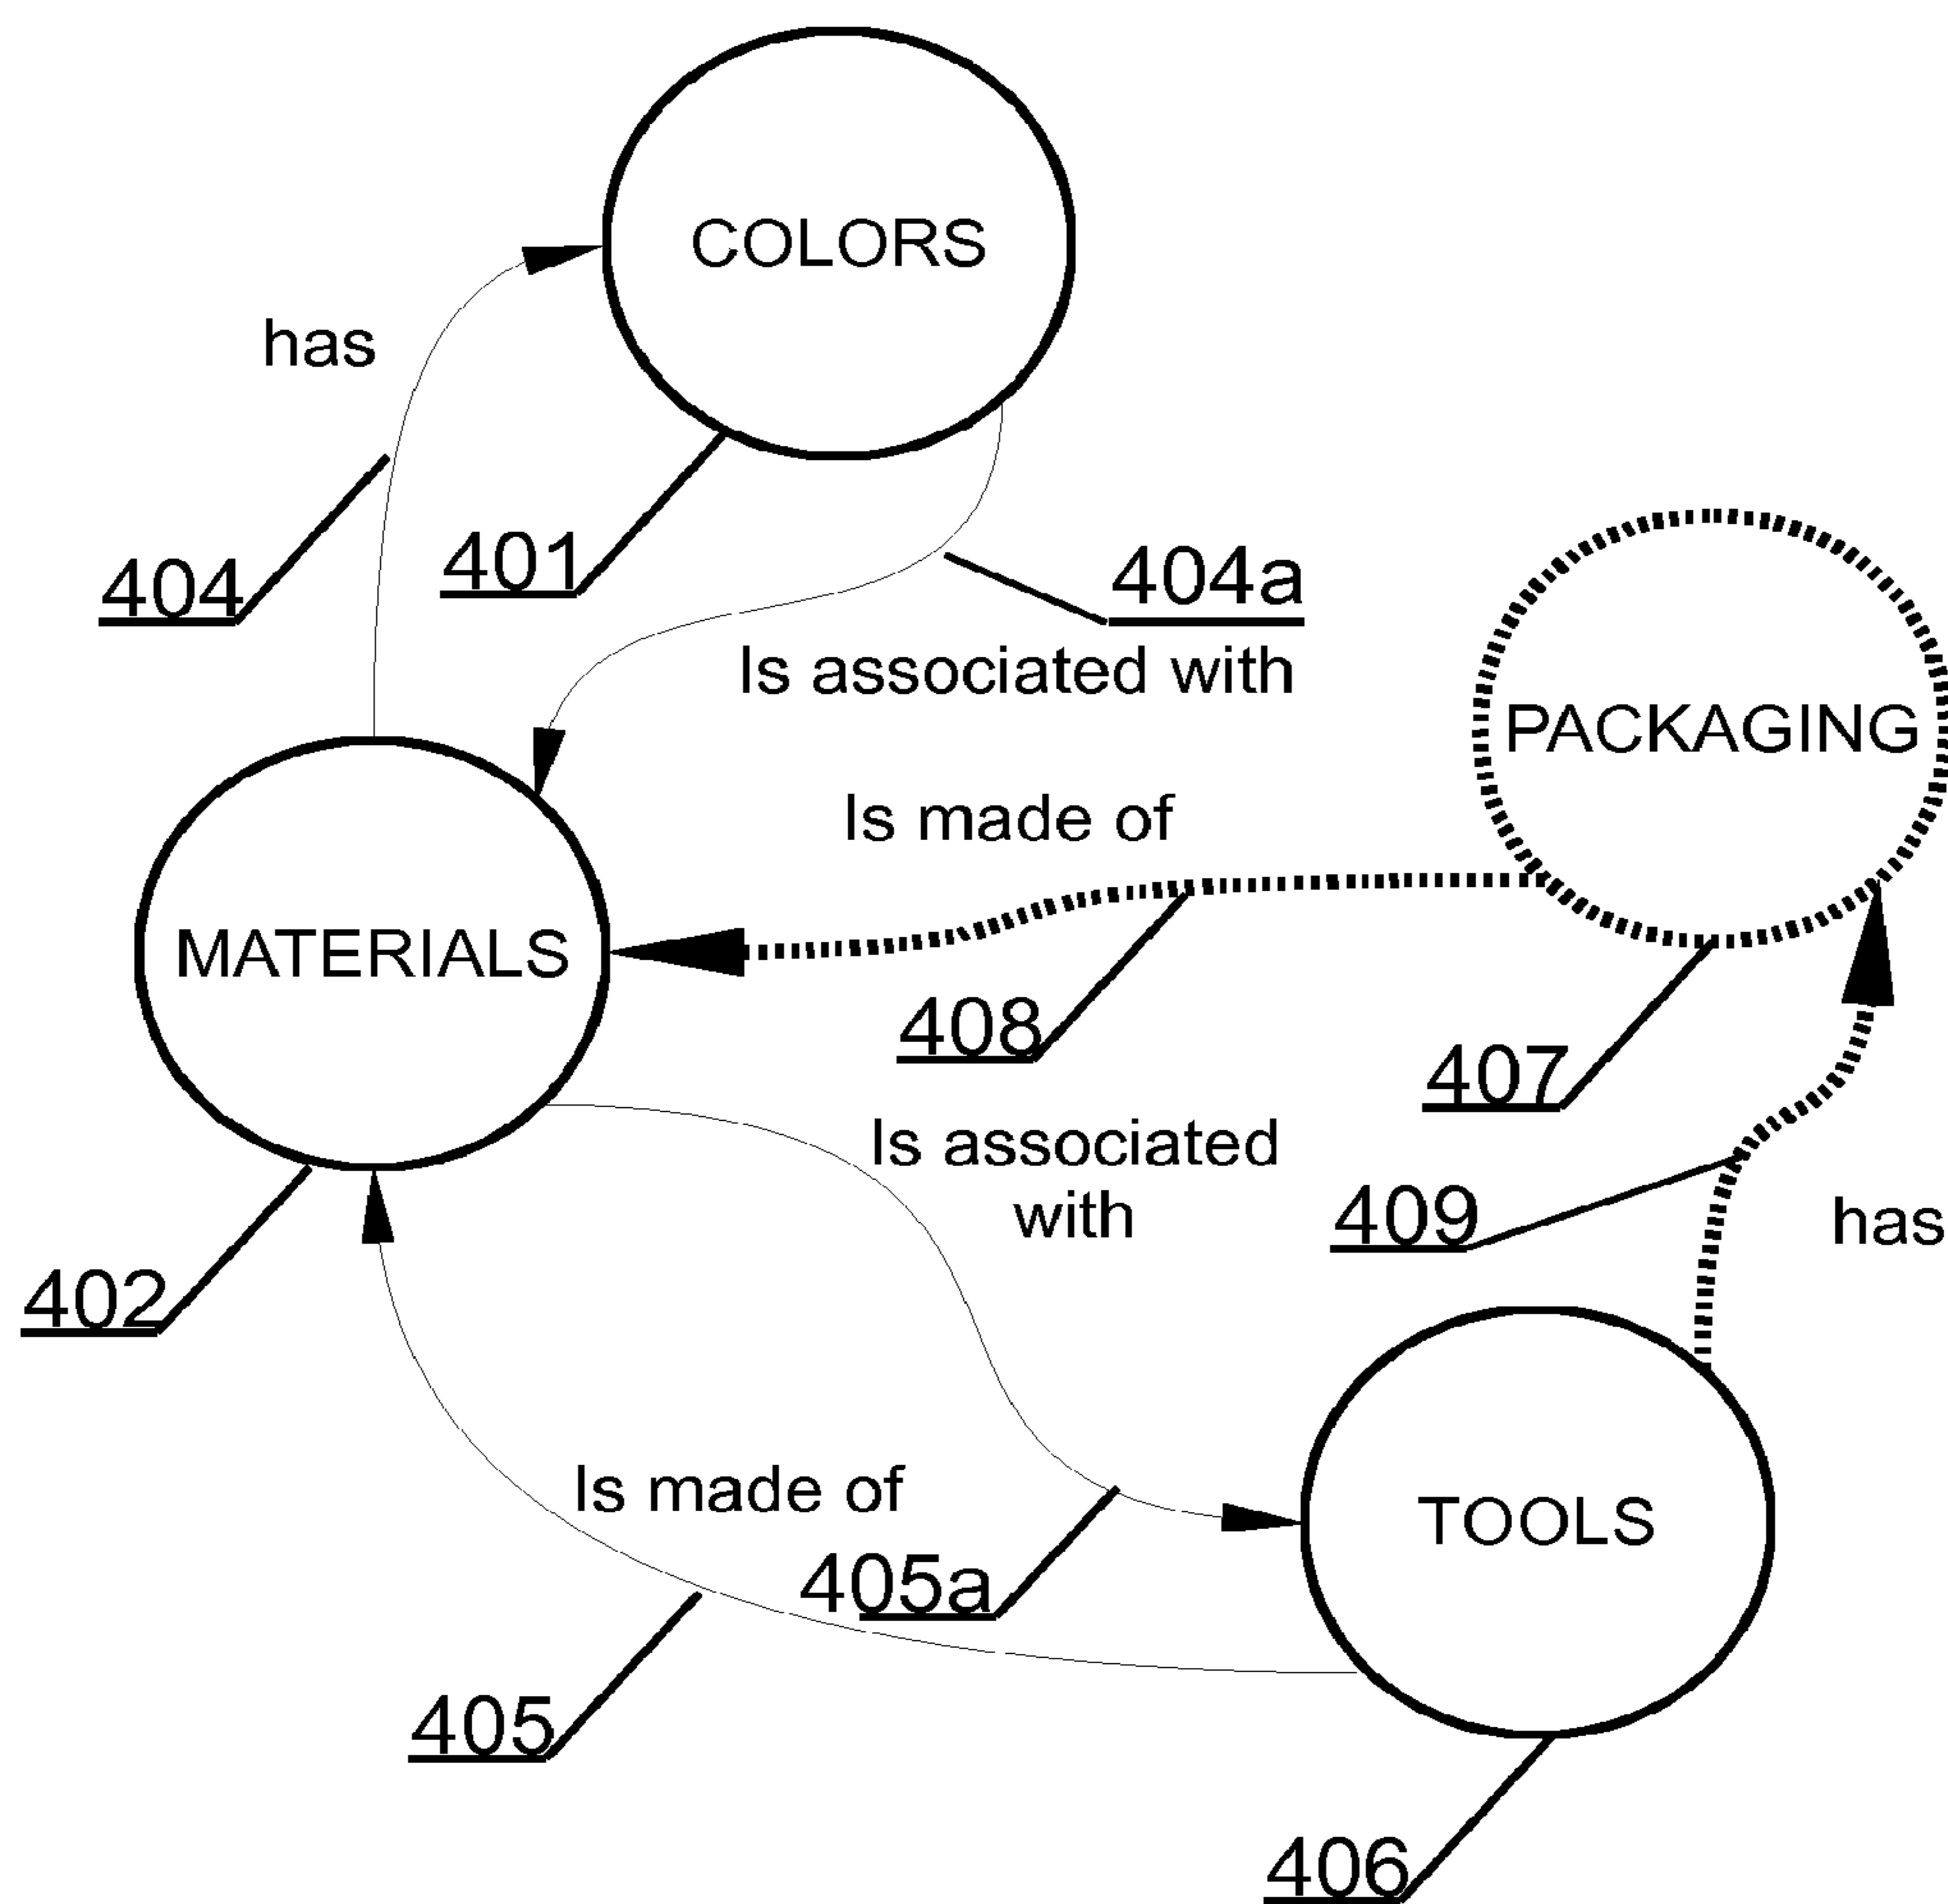 COLORS
has
404
401
404a
Is associated with
PACKAGING
Is made of
MATERIALS
408
407
Is associated
with
409
has
402
Is made of
TOOLS
405a
405
406